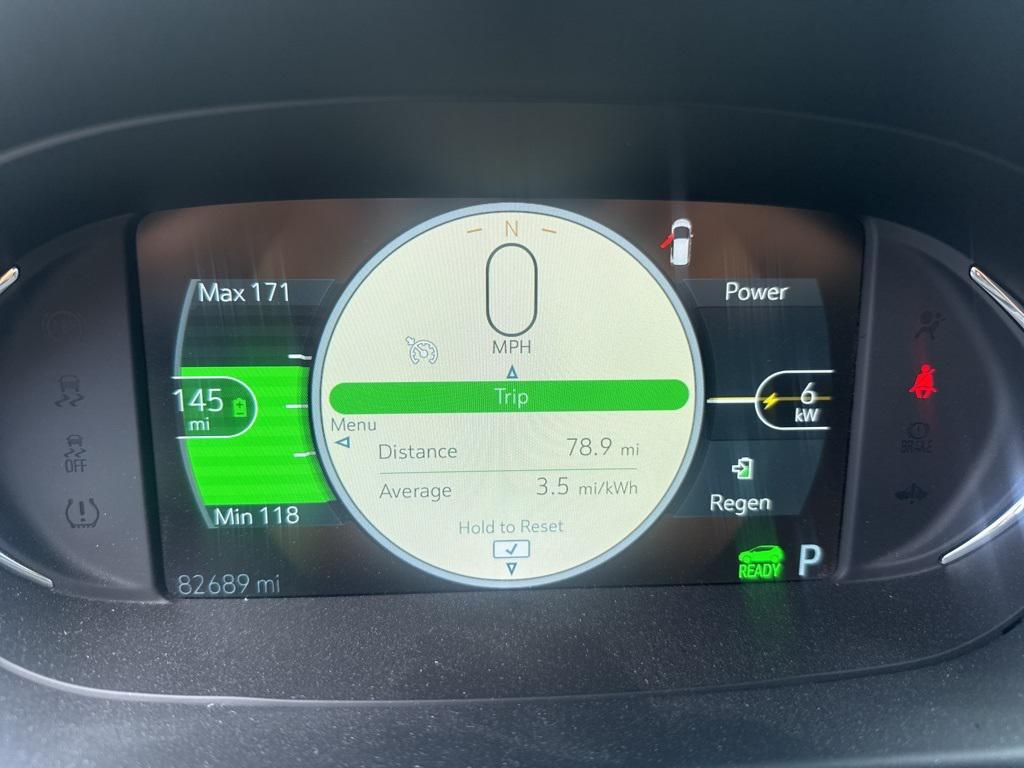 N
MPH
Max 171
145
mi
Min 118
82689 mi
Trip
Menu
Distance 78.9 mi
Average 3.5 mi/kWh
Hold to Reset
Power
6
kW
Regen
READY P
OFF
BRAKE